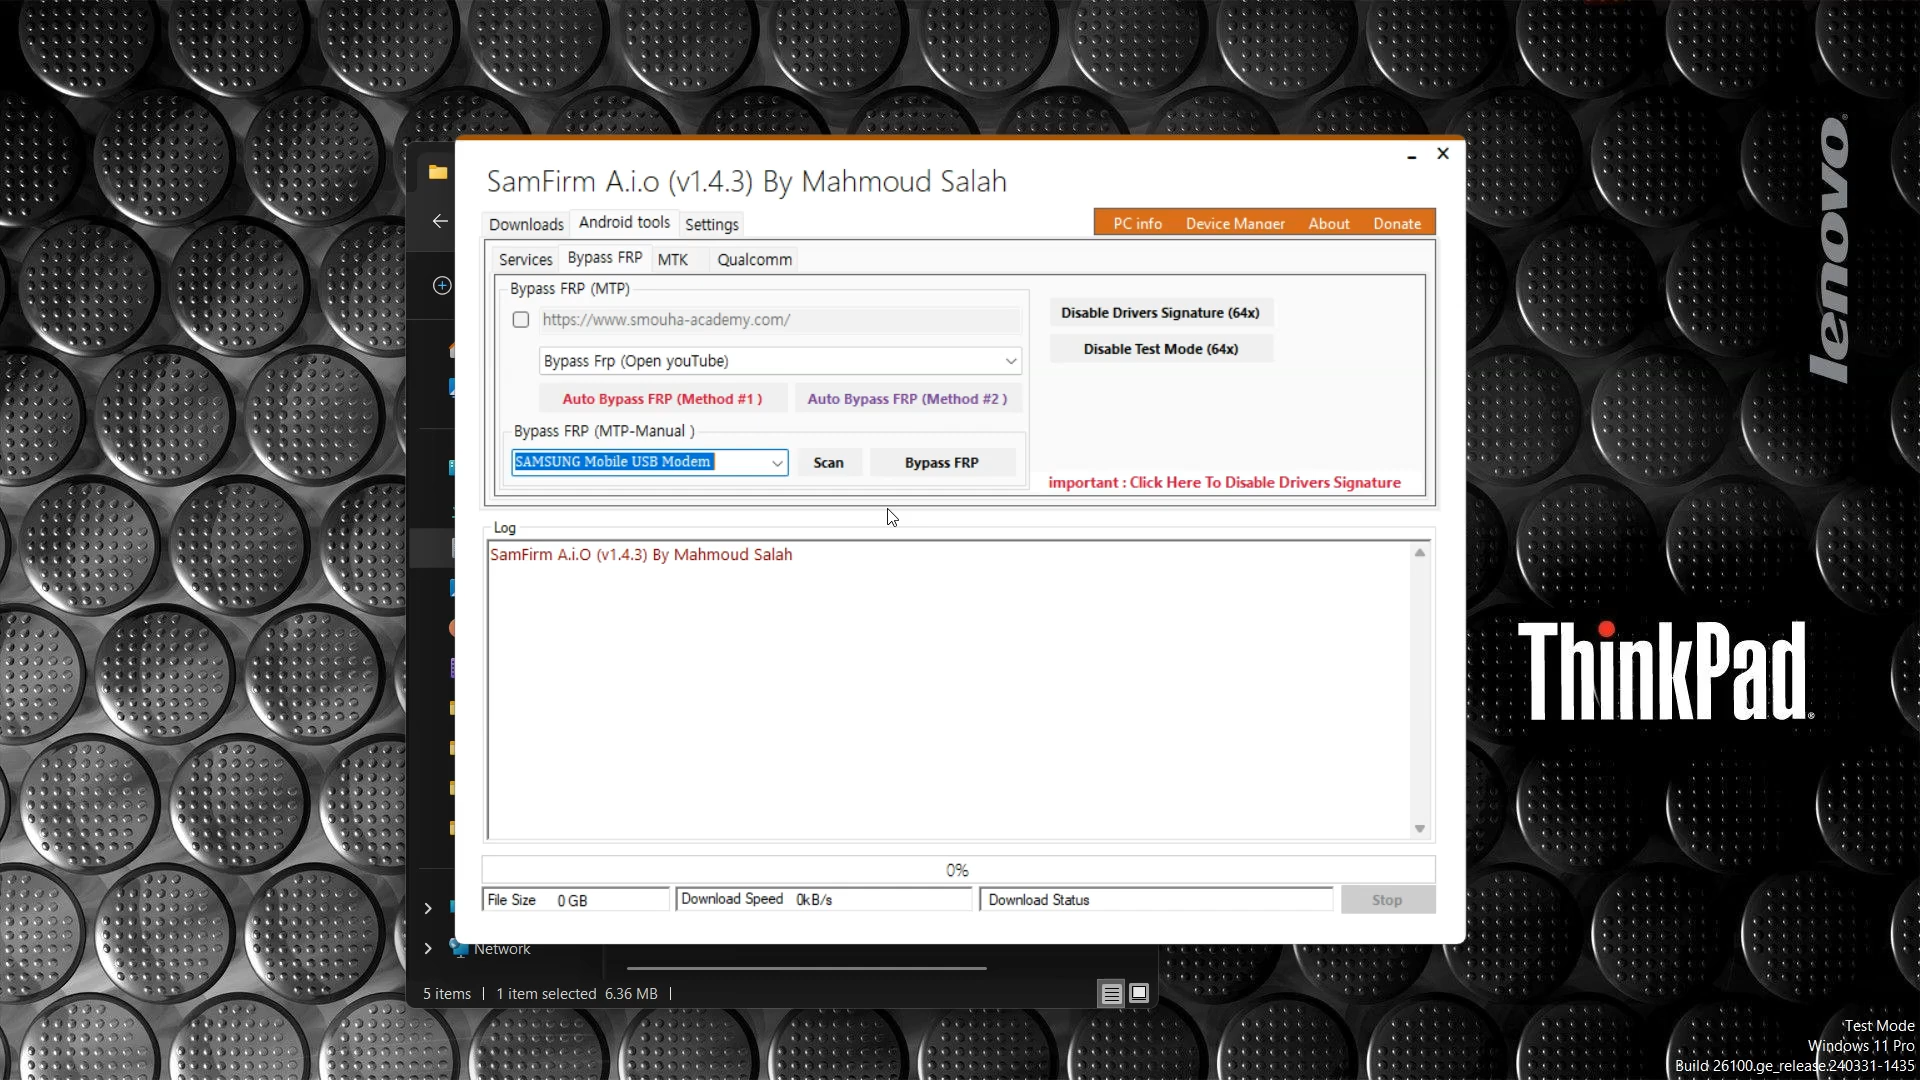 SamFirm A.i.o (v1.4.3) By Mahmoud Salah
Downloads Android tools Settings
PC info Device Manger About Donate
Services Bypass FRP MTK Qualcomm
Bypass FRP (MTP)
https://www.smouha-academy.com/
Disable Drivers Signature (64x)
Bypass Frp (Open youTube)
Disable Test Mode (64x)
Auto Bypass FRP (Method #1 ) Auto Bypass FRP (Method #2 )
Bypass FRP (MTP-Manual )
SAMSUNG Mobile USB Modem Scan Bypass FRP
important : Click Here To Disable Drivers Signature
Log
SamFirm A.i.O (v1.4.3) By Mahmoud Salah
0%
File Size 0 GB Download Speed 0kB/s Download Status Stop
Network
5 items 1 item selected 6.36 MB
lenovo
ThinkPad
Test Mode
Windows 11 Pro
Build 26100.ge_release.240331-1435